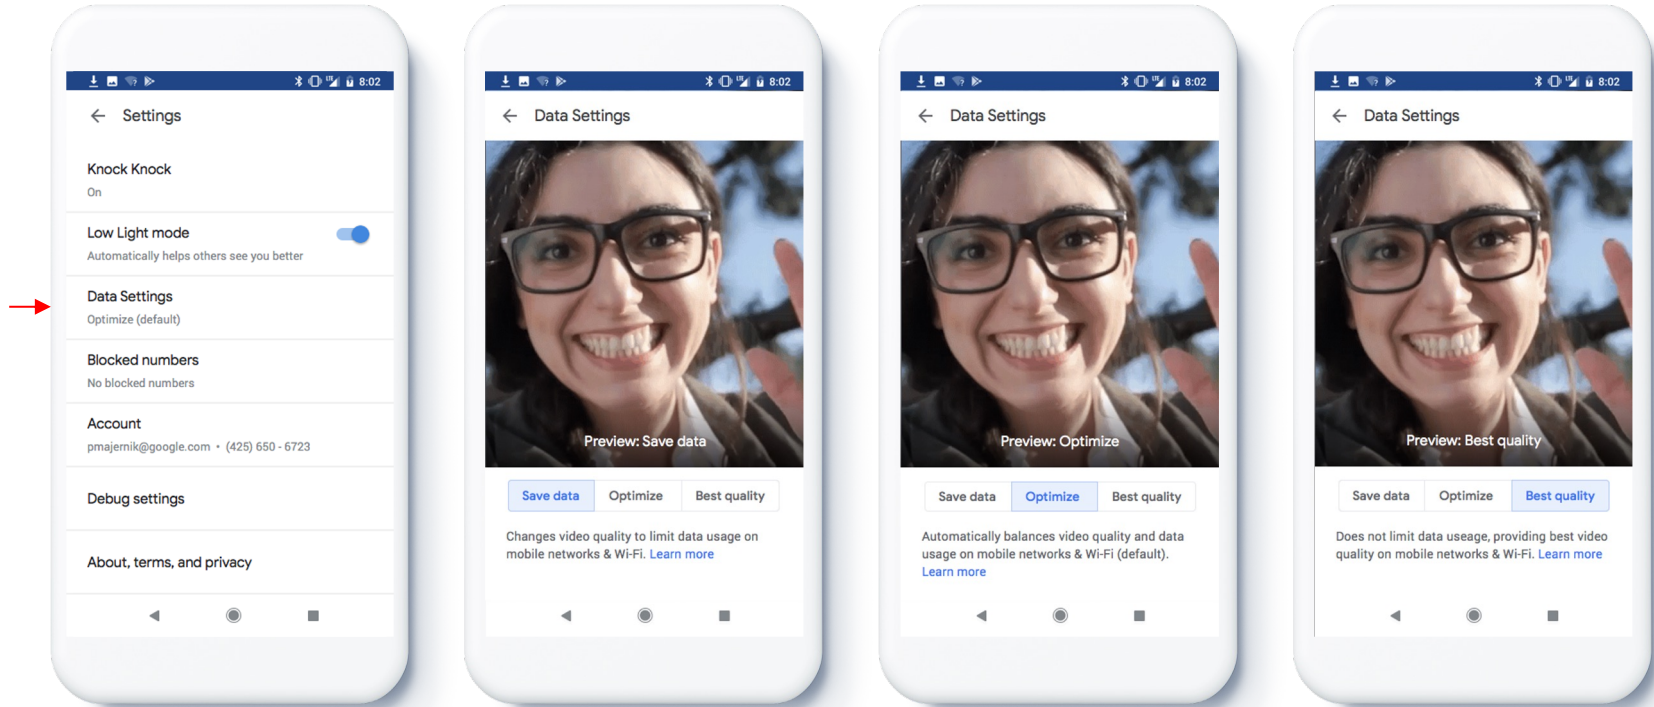 LTE 8:02
Settings
Knock Knock
On
Low Light mode
Automatically helps others see you better
Data Settings
Optimize (default)
Blocked numbers
No blocked numbers
Account
pmajernik@google.com • (425) 650 - 6723
Debug settings
About, terms, and privacy
LTE 8:02
Data Settings
Preview: Save data
Save data Optimize Best quality
Changes video quality to limit data usage on
mobile networks & Wi-Fi. Learn more
LTE 8:02
Data Settings
Preview: Optimize
Save data Optimize Best quality
Automatically balances video quality and data
usage on mobile networks & Wi-Fi (default).
Learn more
LTE 8:02
Data Settings
Preview: Best quality
Save data Optimize Best quality
Does not limit data useage, providing best video
quality on mobile networks & Wi-Fi. Learn more